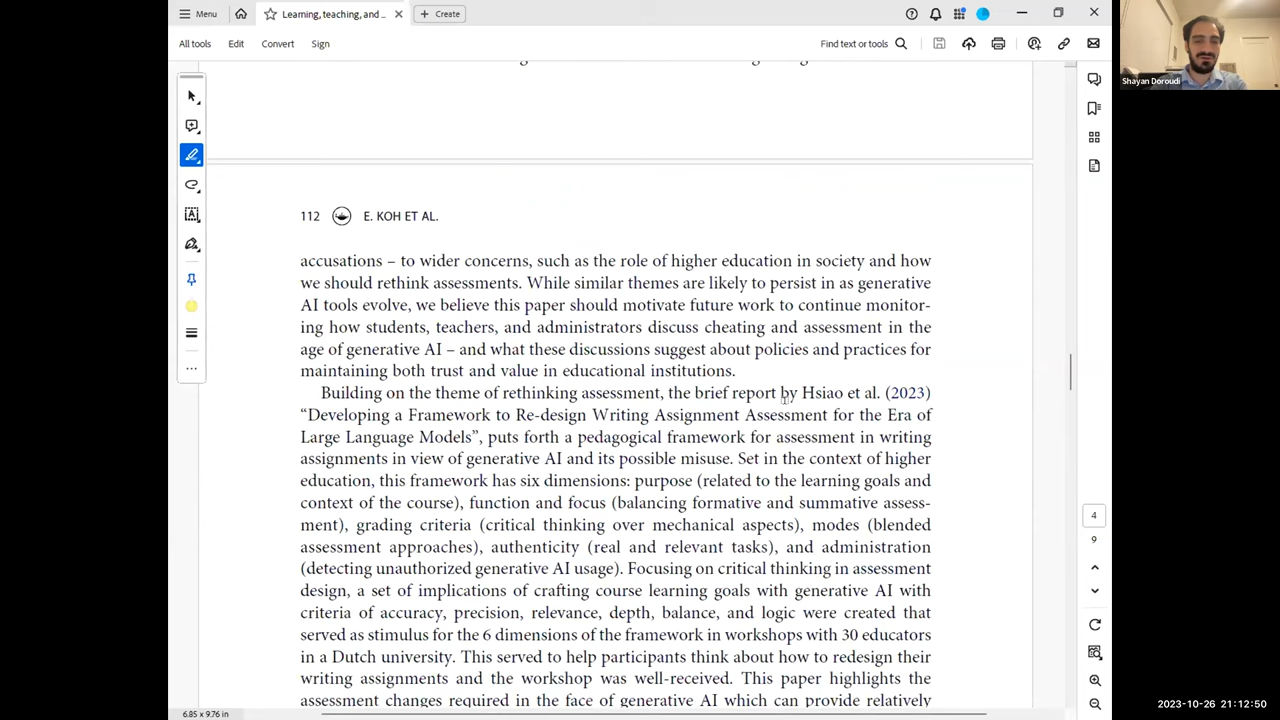 Menu
Learning, teaching, and ...
Create
All tools
Edit
Convert
Sign
Find text or tools
Shayan Doroudi
112
E. KOH ET AL.
accusations – to wider concerns, such as the role of higher education in society and how
we should rethink assessments. While similar themes are likely to persist in as generative
AI tools evolve, we believe this paper should motivate future work to continue monitor-
ing how students, teachers, and administrators discuss cheating and assessment in the
age of generative AI – and what these discussions suggest about policies and practices for
maintaining both trust and value in educational institutions.
Building on the theme of rethinking assessment, the brief report by Hsiao et al. (2023)
“Developing a Framework to Re-design Writing Assignment Assessment for the Era of
Large Language Models”, puts forth a pedagogical framework for assessment in writing
assignments in view of generative AI and its possible misuse. Set in the context of higher
education, this framework has six dimensions: purpose (related to the learning goals and
context of the course), function and focus (balancing formative and summative assess-
ment), grading criteria (critical thinking over mechanical aspects), modes (blended
assessment approaches), authenticity (real and relevant tasks), and administration
(detecting unauthorized generative AI usage). Focusing on critical thinking in assessment
design, a set of implications of crafting course learning goals with generative AI with
criteria of accuracy, precision, relevance, depth, balance, and logic were created that
served as stimulus for the 6 dimensions of the framework in workshops with 30 educators
in a Dutch university. This served to help participants think about how to redesign their
writing assignments and the workshop was well-received. This paper highlights the
assessment changes required in the face of generative AI which can provide relatively
4
9
6.85 x 9.76 in
2023-10-26 21:12:50